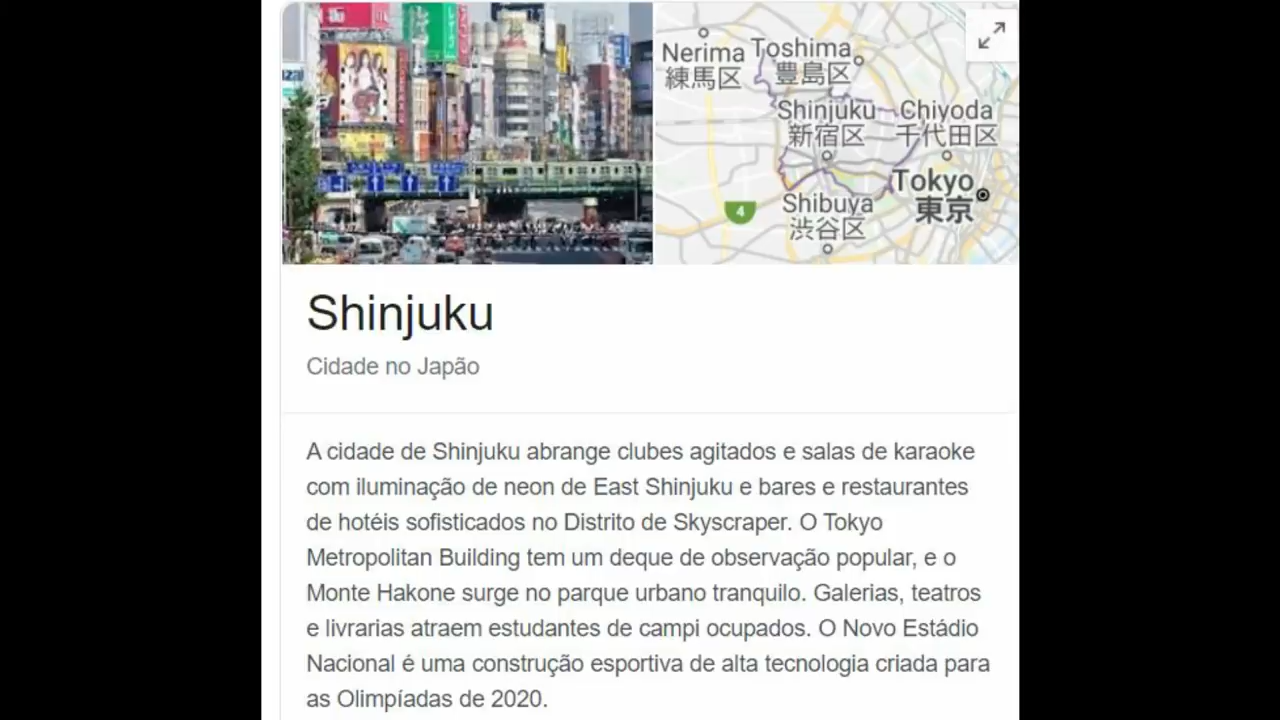 Nerima
練馬区
Toshima
豊島区
Shinjuku
新宿区
Chiyoda
千代田区
Tokyo
東京
4
Shibuya
渋谷区
Shinjuku
Cidade no Japão
A cidade de Shinjuku abrange clubes agitados e salas de karaoke
com iluminação de neon de East Shinjuku e bares e restaurantes
de hotéis sofisticados no Distrito de Skyscraper. O Tokyo
Metropolitan Building tem um deque de observação popular, e o
Monte Hakone surge no parque urbano tranquilo. Galerias, teatros
e livrarias atraem estudantes de campi ocupados. O Novo Estádio
Nacional é uma construção esportiva de alta tecnologia criada para
as Olimpíadas de 2020.